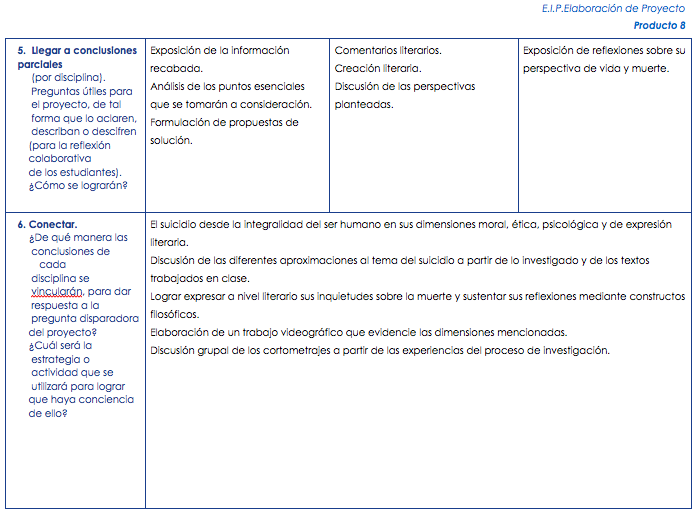 E.I.P.Elaboración de Proyecto
Producto 8
5. Llegar a conclusiones
parciales
(por disciplina).
Preguntas útiles para
el proyecto, de tal
forma que lo aclaren,
describan o descifren
(para la reflexión
colaborativa
de los estudiantes).
¿Cómo se lograrán?
Exposición de la información
recabada.
Análisis de los puntos esenciales
que se tomarán a consideración.
Formulación de propuestas de
solución.
Comentarios literarios.
Creación literaria.
Discusión de las perspectivas
planteadas.
Exposición de reflexiones sobre su
perspectiva de vida y muerte.
6. Conectar.
¿De qué manera las
conclusiones de
cada
disciplina se
vincularán, para dar
respuesta a la
pregunta disparadora
del proyecto?
¿Cuál será la
estrategia o
actividad que se
utilizará para lograr
que haya conciencia
de ello?
El suicidio desde la integralidad del ser humano en sus dimensiones moral, ética, psicológica y de expresión
literaria.
Discusión de las diferentes aproximaciones al tema del suicidio a partir de lo investigado y de los textos
trabajados en clase.
Lograr expresar a nivel literario sus inquietudes sobre la muerte y sustentar sus reflexiones mediante constructos
filosóficos.
Elaboración de un trabajo videográfico que evidencie las dimensiones mencionadas.
Discusión grupal de los cortometrajes a partir de las experiencias del proceso de investigación.